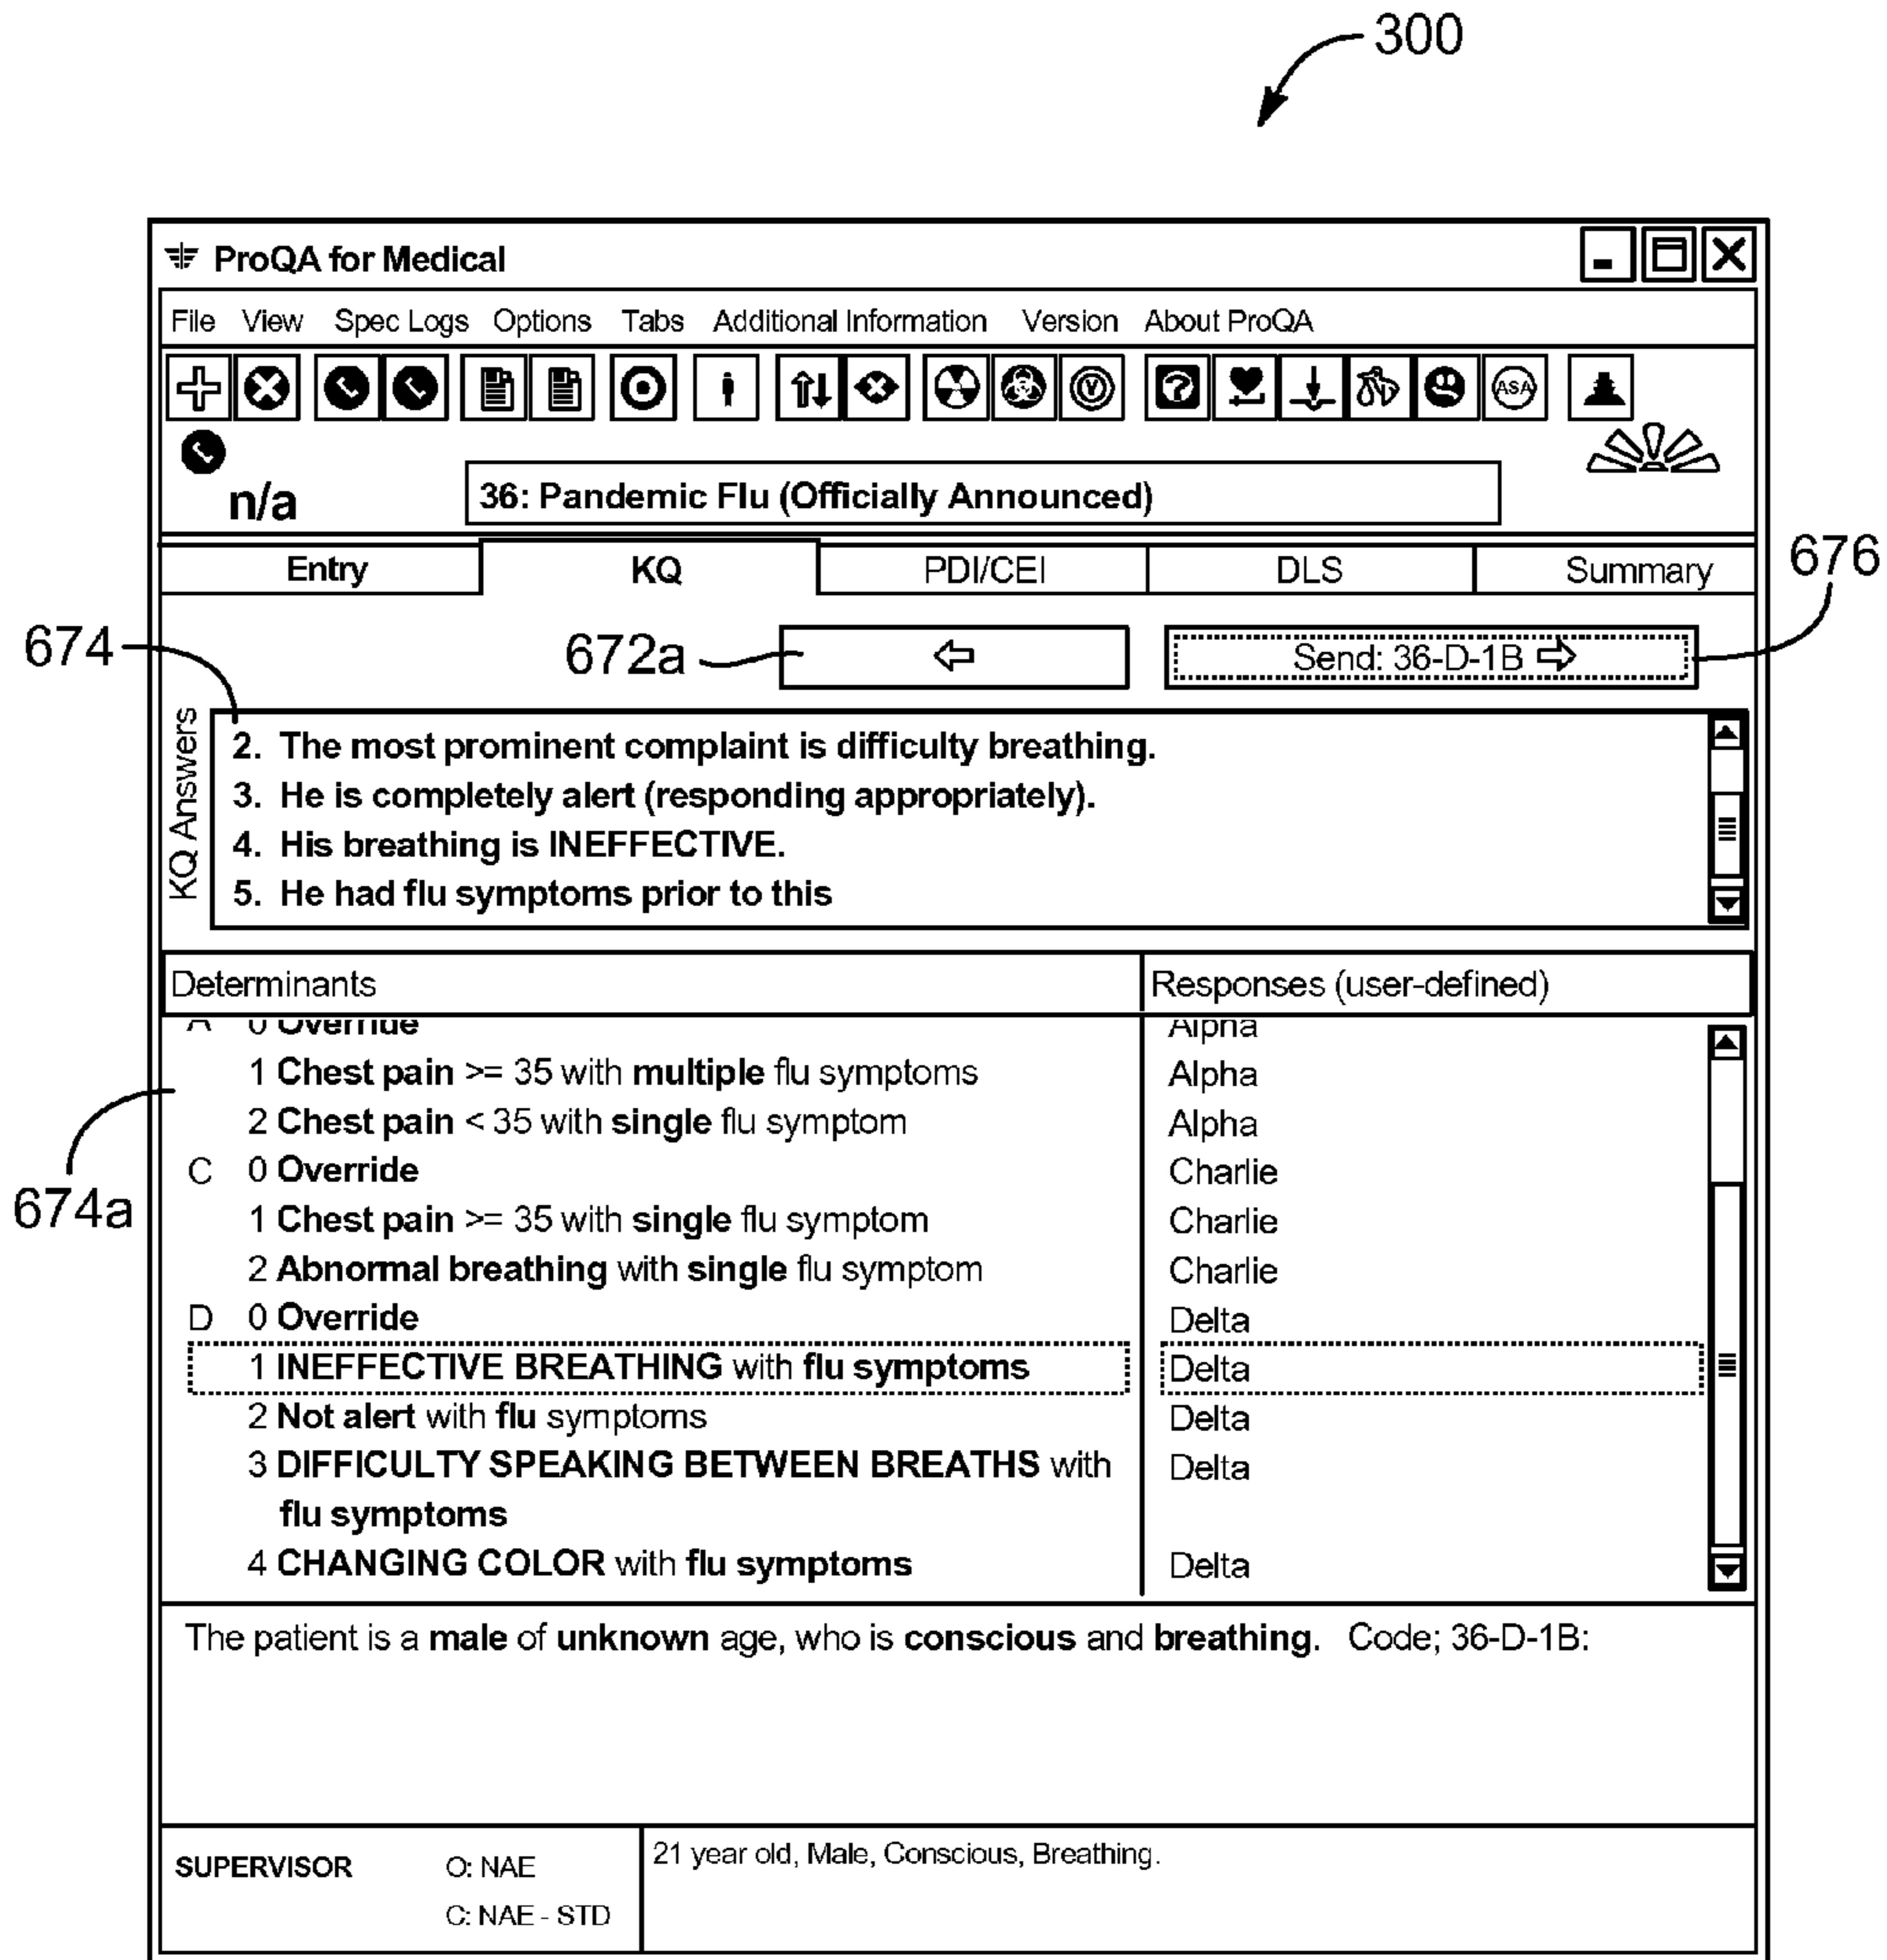 300
ProQA for Medical
File View Spec Logs Options Tabs Additional Information Version About ProQA
V ? ASA
n/a
36: Pandemic Flu (Officially Announced)
Entry KQ PDI/CEI DLS Summary
676
674
672a
Send: 36-D-1B
KQ Answers
2. The most prominent complaint is difficulty breathing.
3. He is completely alert (responding appropriately).
4. His breathing is INEFFECTIVE.
5. He had flu symptoms prior to this
Determinants Responses (user-defined)
A 0 Override Alpha
1 Chest pain >= 35 with multiple flu symptoms Alpha
2 Chest pain < 35 with single flu symptom Alpha
C 0 Override Charlie
674a
1 Chest pain >= 35 with single flu symptom Charlie
2 Abnormal breathing with single flu symptom Charlie
D 0 Override Delta
1 INEFFECTIVE BREATHING with flu symptoms Delta
2 Not alert with flu symptoms Delta
3 DIFFICULTY SPEAKING BETWEEN BREATHS with Delta
flu symptoms
4 CHANGING COLOR with flu symptoms Delta
The patient is a male of unknown age, who is conscious and breathing. Code; 36-D-1B:
SUPERVISOR O: NAE
C: NAE - STD
21 year old, Male, Conscious, Breathing.